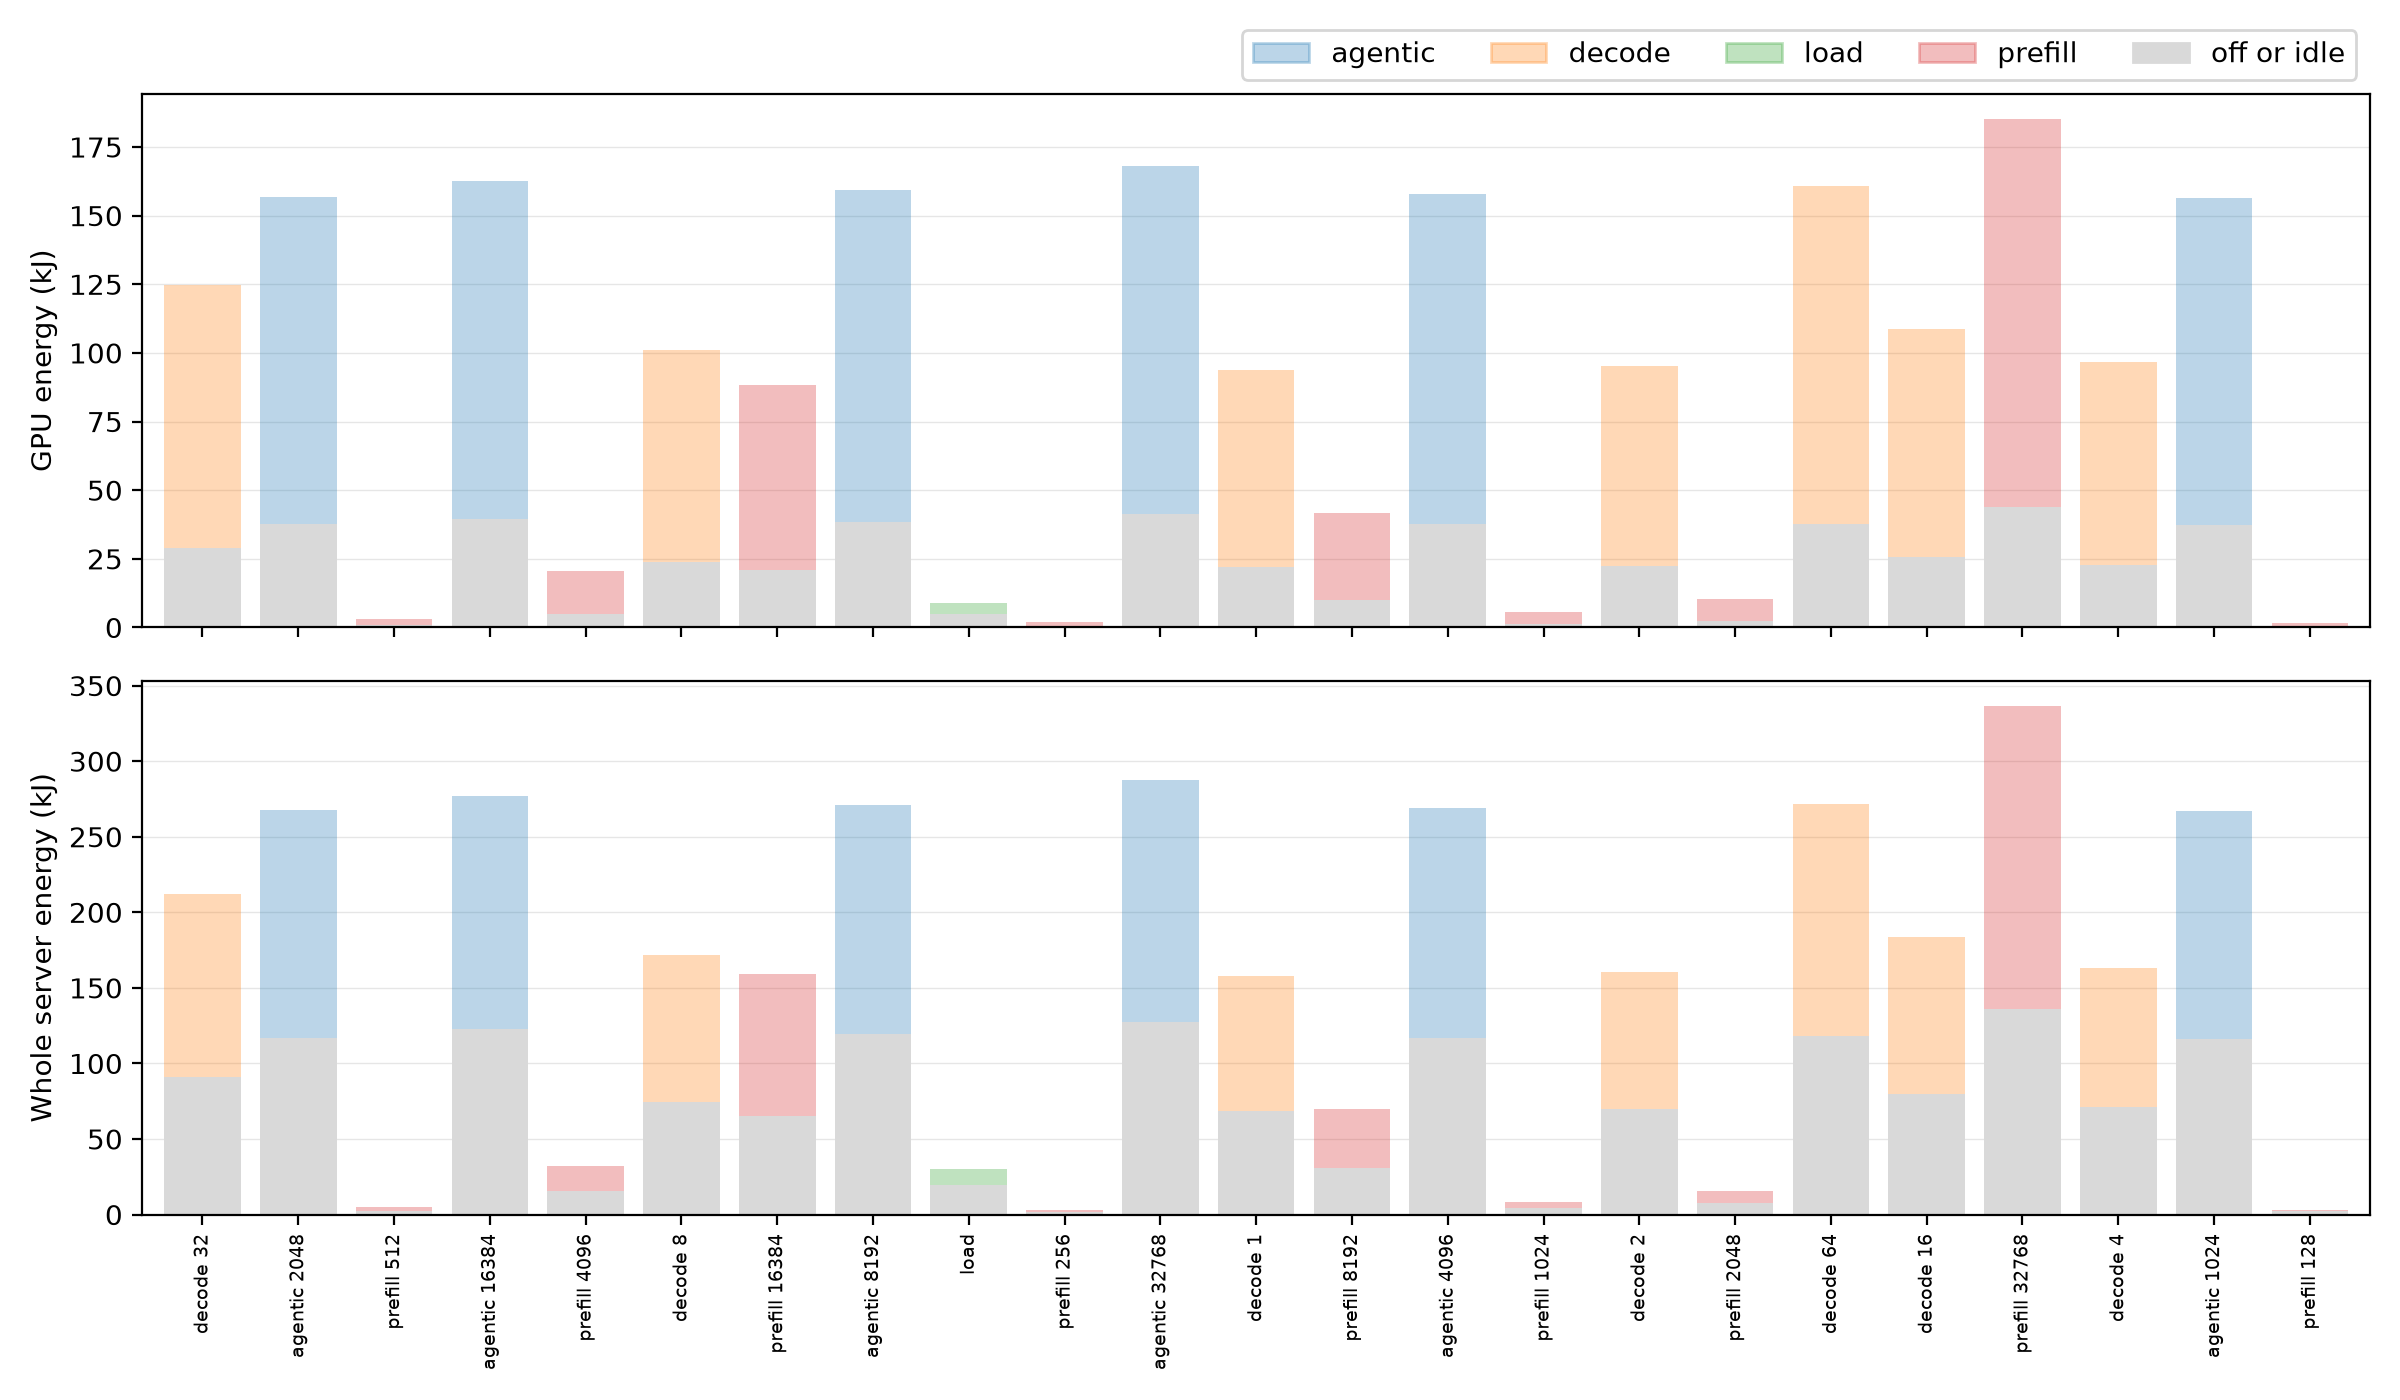 agentic decode load prefill off or idle
GPU energy (kJ)
175
150
125
100
75
50
25
0
Whole server energy (kJ)
350
300
250
200
150
100
50
0
decode 32
agentic 2048
prefill 512
agentic 16384
prefill 4096
decode 8
prefill 16384
agentic 8192
load
prefill 256
agentic 32768
decode 1
prefill 8192
agentic 4096
prefill 1024
decode 2
prefill 2048
decode 64
decode 16
prefill 32768
decode 4
agentic 1024
prefill 128